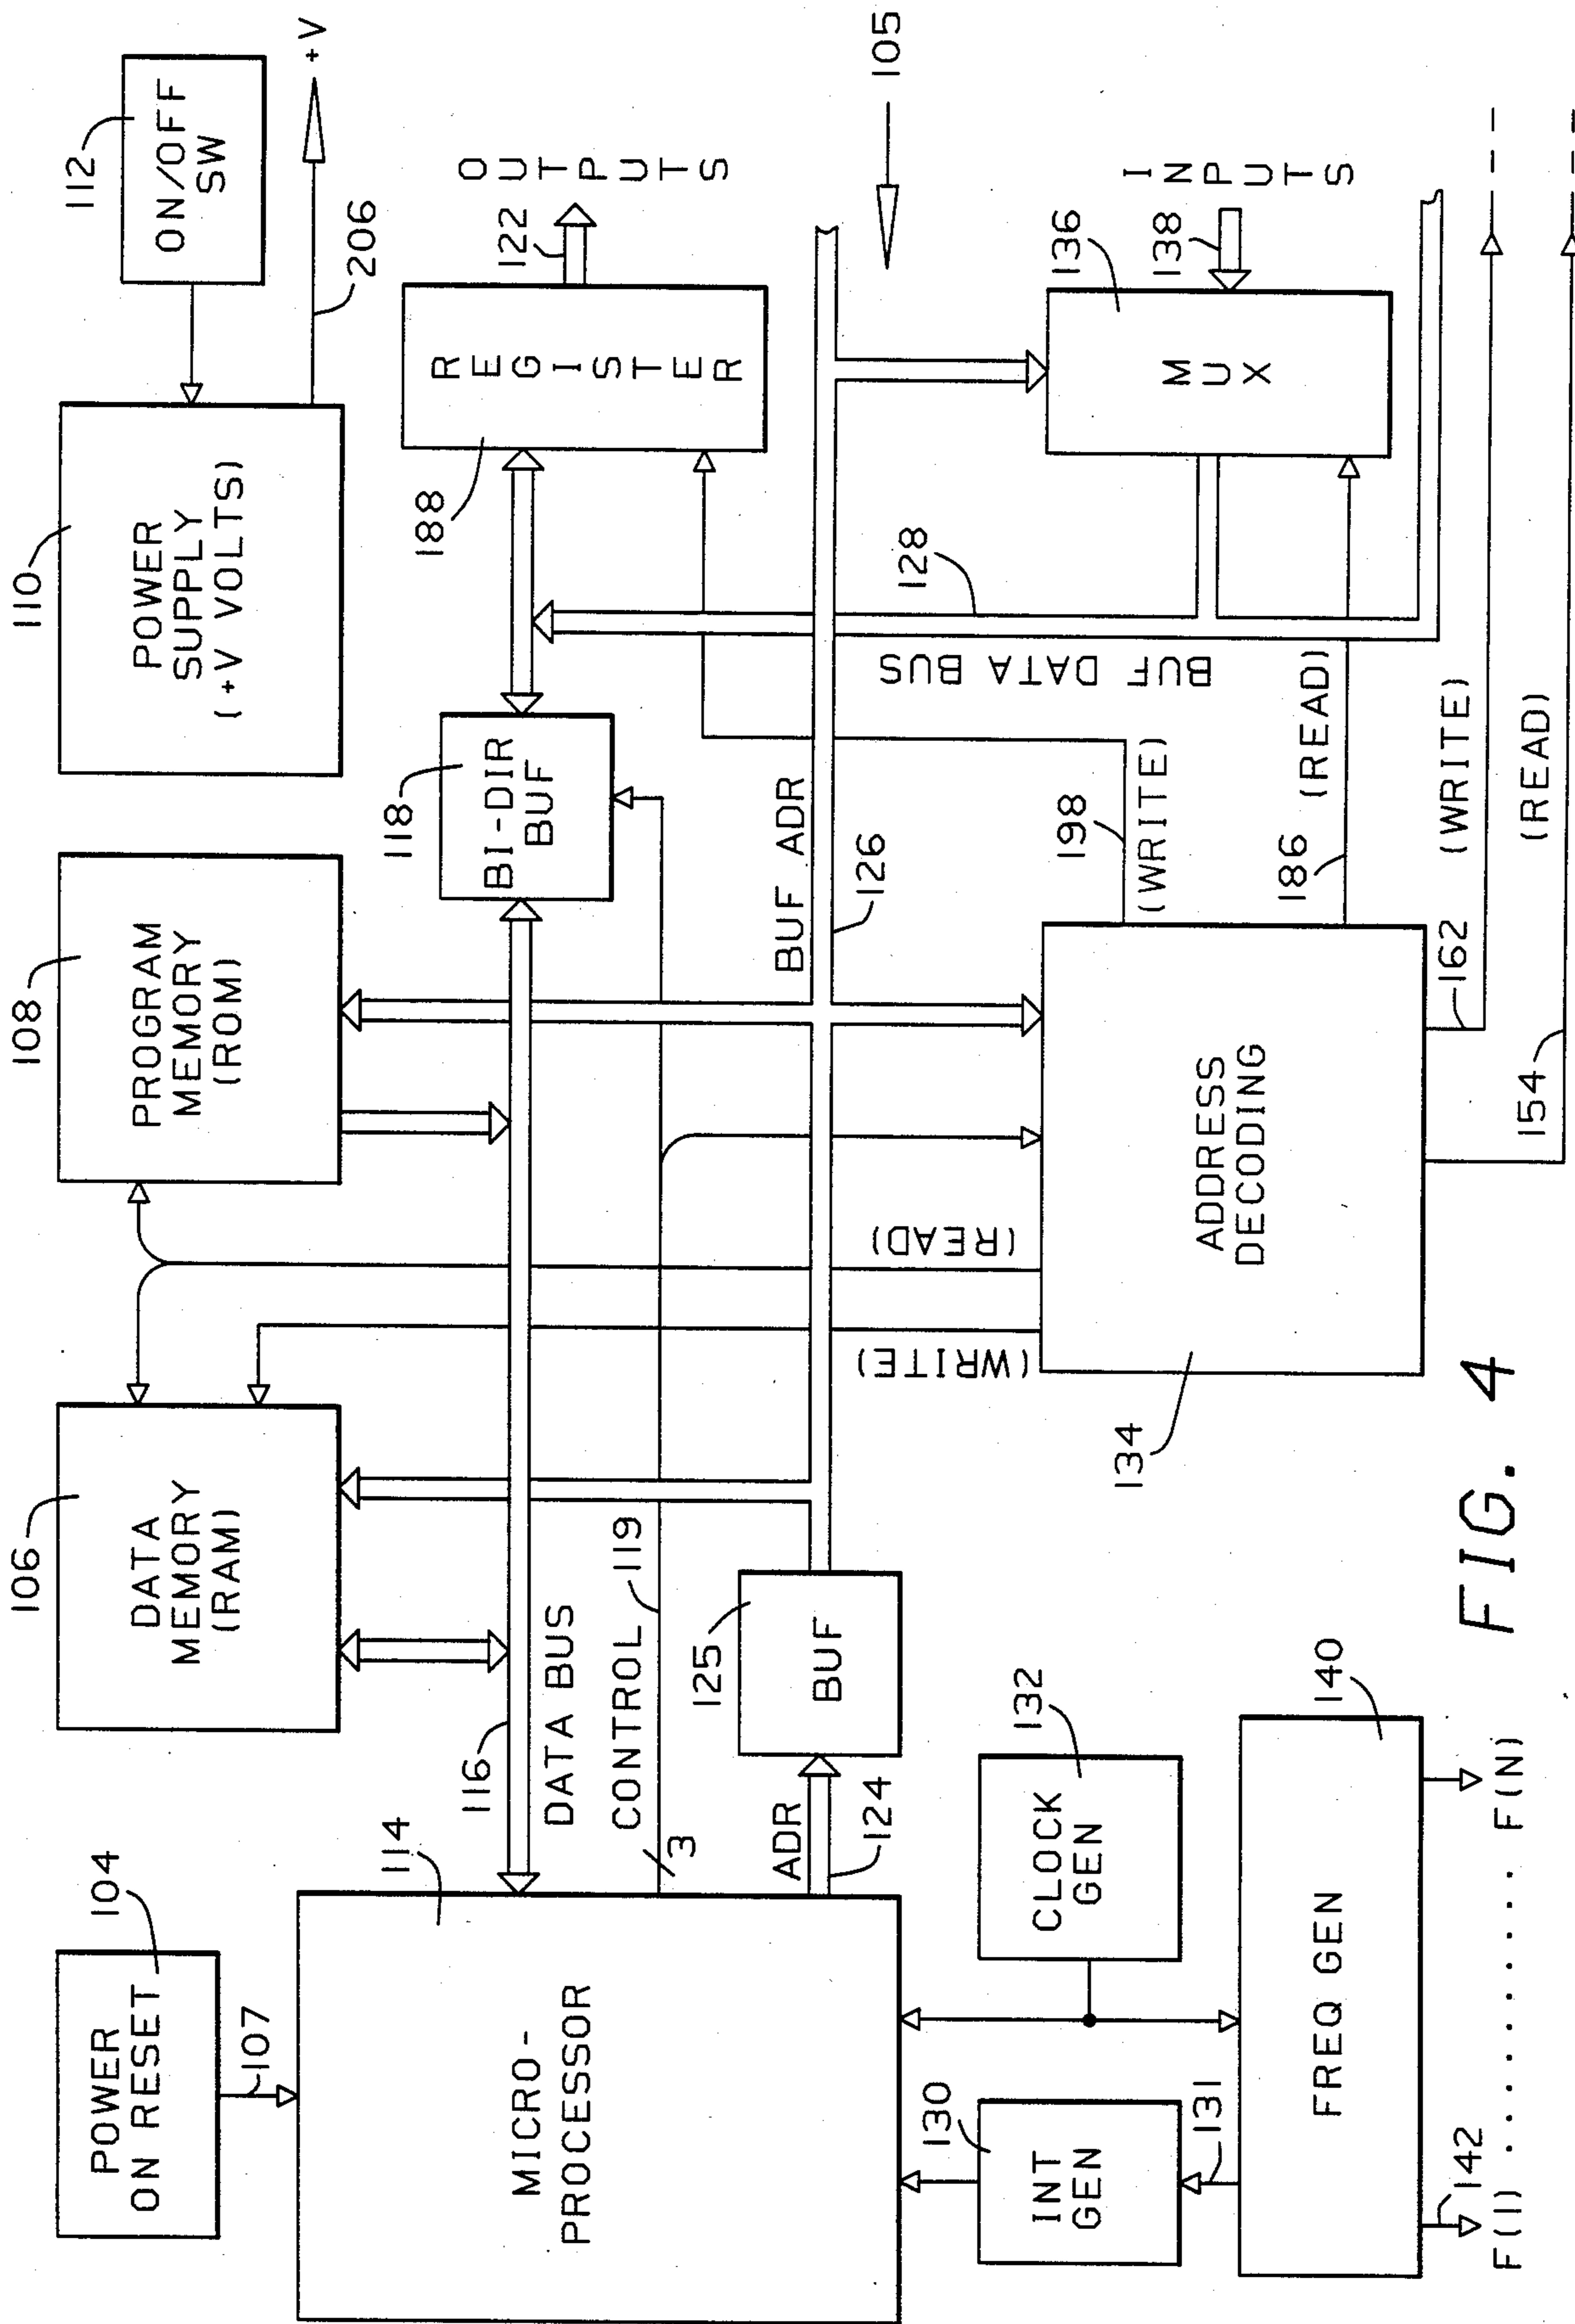 104
POWER
ON RESET
107
106
DATA
MEMORY
(RAM)
108
PROGRAM
MEMORY
(ROM)
110
POWER
SUPPLY
(+V VOLTS)
112
ON/OFF
SW
+V
206
114
MICRO-
PROCESSOR
116
DATA BUS
CONTROL
119
3
118
BI-DIR
BUF
188
REGISTER
122
OUTPUTS
ADR
124
125
BUF
BUF ADR
126
105
(WRITE)
(READ)
128
BUF DATA BUS
134
ADDRESS
DECODING
198
(WRITE)
186
(READ)
136
MUX
138
INPUTS
162
(WRITE)
154
(READ)
130
INT
GEN
131
132
CLOCK
GEN
140
FREQ GEN
142
F(1) .......... F(N)
FIG. 4